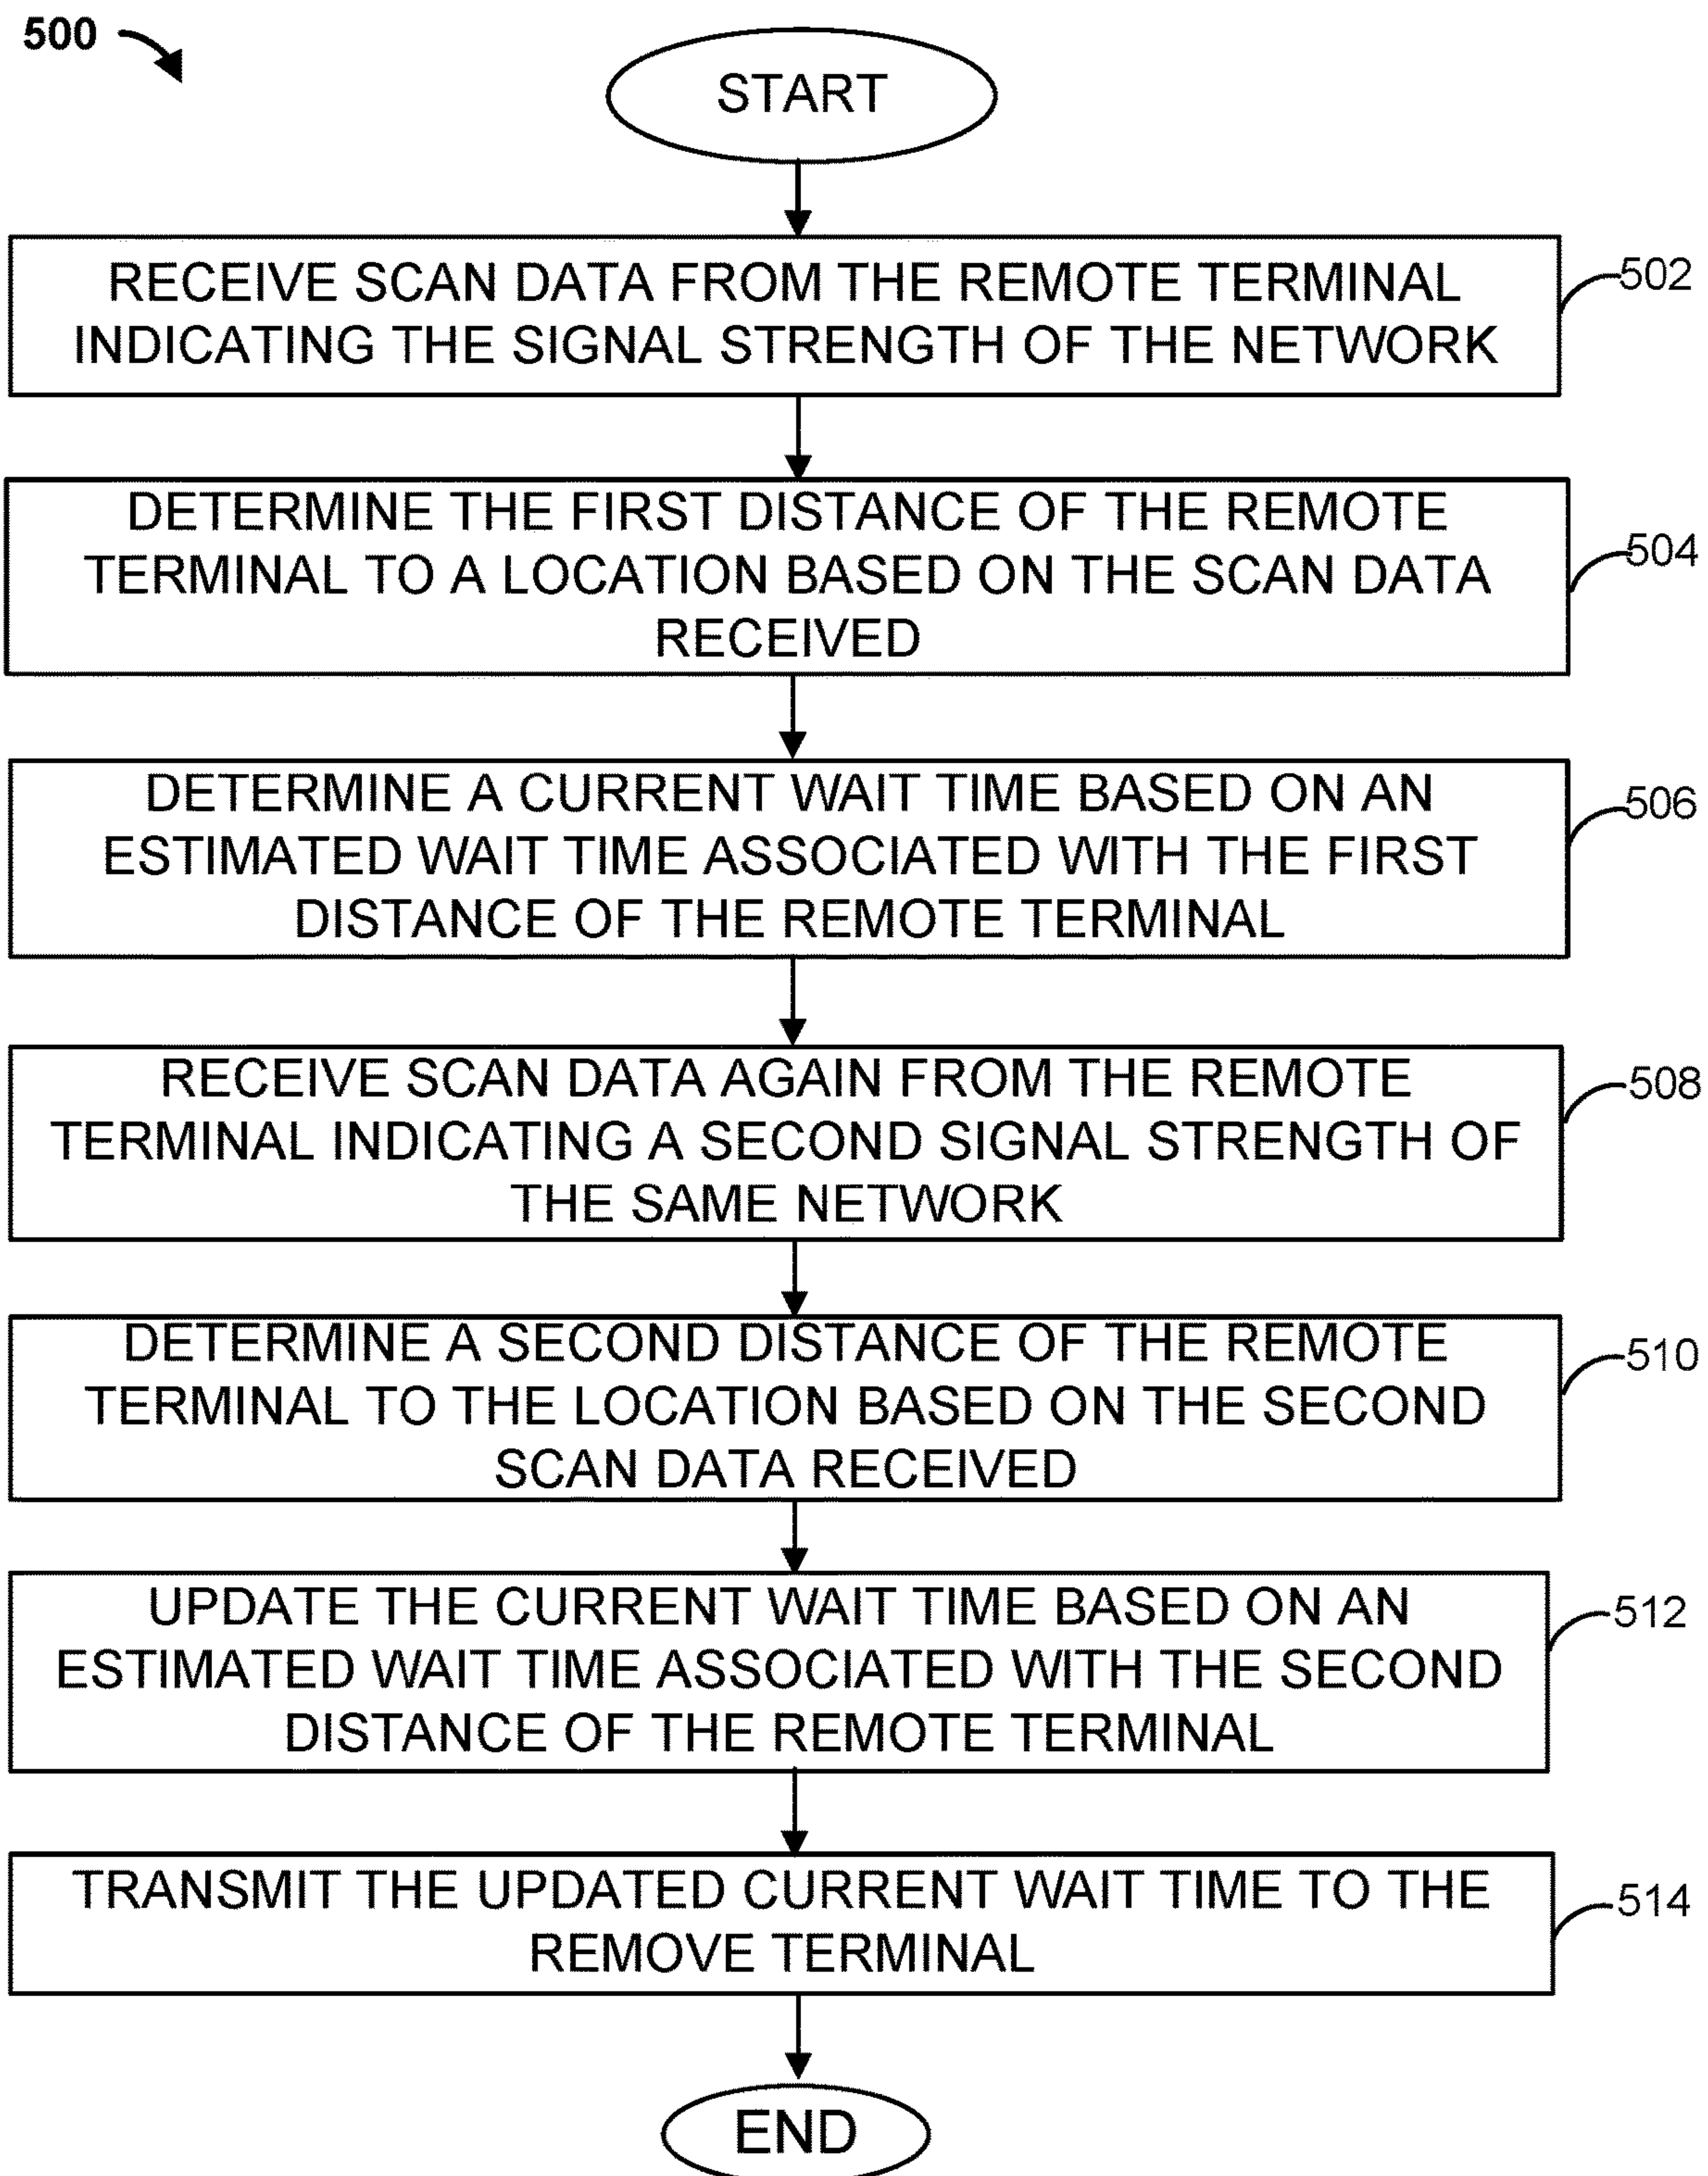 500
START
RECEIVE SCAN DATA FROM THE REMOTE TERMINAL
INDICATING THE SIGNAL STRENGTH OF THE NETWORK
502
DETERMINE THE FIRST DISTANCE OF THE REMOTE
TERMINAL TO A LOCATION BASED ON THE SCAN DATA
RECEIVED
504
DETERMINE A CURRENT WAIT TIME BASED ON AN
ESTIMATED WAIT TIME ASSOCIATED WITH THE FIRST
DISTANCE OF THE REMOTE TERMINAL
506
RECEIVE SCAN DATA AGAIN FROM THE REMOTE
TERMINAL INDICATING A SECOND SIGNAL STRENGTH OF
THE SAME NETWORK
508
DETERMINE A SECOND DISTANCE OF THE REMOTE
TERMINAL TO THE LOCATION BASED ON THE SECOND
SCAN DATA RECEIVED
510
UPDATE THE CURRENT WAIT TIME BASED ON AN
ESTIMATED WAIT TIME ASSOCIATED WITH THE SECOND
DISTANCE OF THE REMOTE TERMINAL
512
TRANSMIT THE UPDATED CURRENT WAIT TIME TO THE
REMOVE TERMINAL
514
END